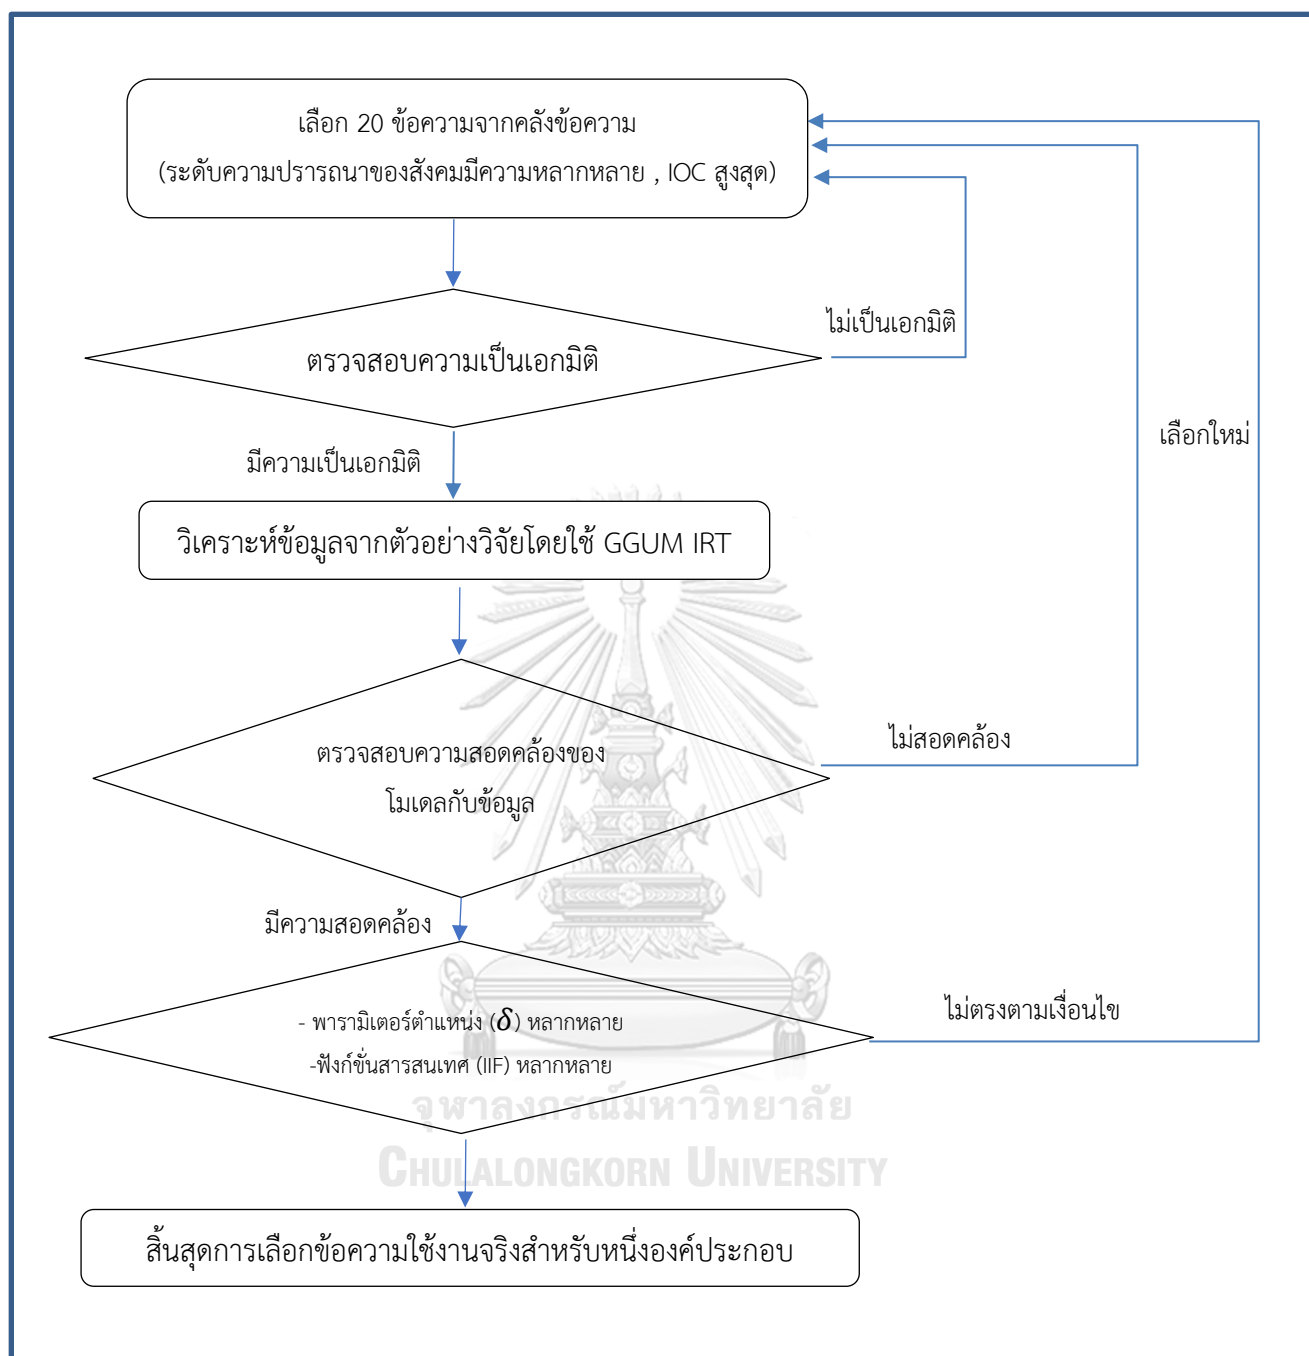 เลือก 20 ข้อความจากคลังข้อความ
(ระดับความปรารถนาของสังคมมีความหลากหลาย , IOC สูงสุด)
ไม่เป็นเอกมิติ
ตรวจสอบความเป็นเอกมิติ
เลือกใหม่
มีความเป็นเอกมิติ
วิเคราะห์ข้อมูลจากตัวอย่างวิจัยโดยใช้ GGUM IRT
ไม่สอดคล้อง
ตรวจสอบความสอดคล้องของ
โมเดลกับข้อมูล
มีความสอดคล้อง
ไม่ตรงตามเงื่อนไข
- พารามิเตอร์ตำแหน่ง (δ) หลากหลาย
-ฟังก์ขั่นสารสนเทศ (IIF) หลากหลาย
จุฬาลงกรณ์มหาวิทยาลัย
CHULALONGKORN UNIVERSITY
สิ้นสุดการเลือกข้อความใช้งานจริงสำหรับหนึ่งองค์ประกอบ